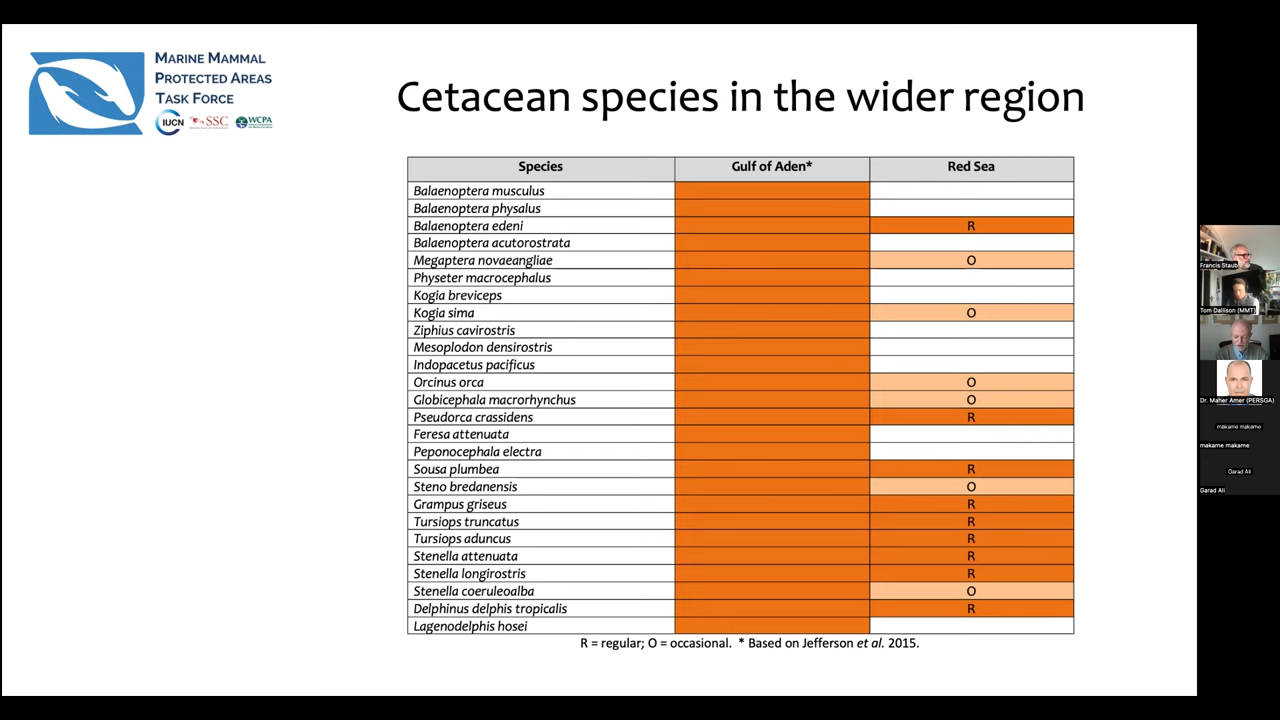 MARINE MAMMAL
PROTECTED AREAS
TASK FORCE
IUCN SSC WCPA
Cetacean species in the wider region
Species Gulf of Aden* Red Sea
Balaenoptera musculus
Balaenoptera physalus
Balaenoptera edeni R
Balaenoptera acutorostrata
Megaptera novaeangliae O
Physeter macrocephalus
Kogia breviceps
Kogia sima O
Ziphius cavirostris
Mesoplodon densirostris
Indopacetus pacificus
Orcinus orca O
Globicephala macrorhynchus O
Pseudorca crassidens R
Feresa attenuata
Peponocephala electra
Sousa plumbea R
Steno bredanensis O
Grampus griseus R
Tursiops truncatus R
Tursiops aduncus R
Stenella attenuata R
Stenella longirostris R
Stenella coeruleoalba O
Delphinus delphis tropicalis R
Lagenodelphis hosei
R = regular; O = occasional. * Based on Jefferson et al. 2015.
Francis Staub
Tom Dallison (MMT)
Dr. Maher Amer (PERSGA)
makame makame
makame makame
Garad Ali
Garad Ali